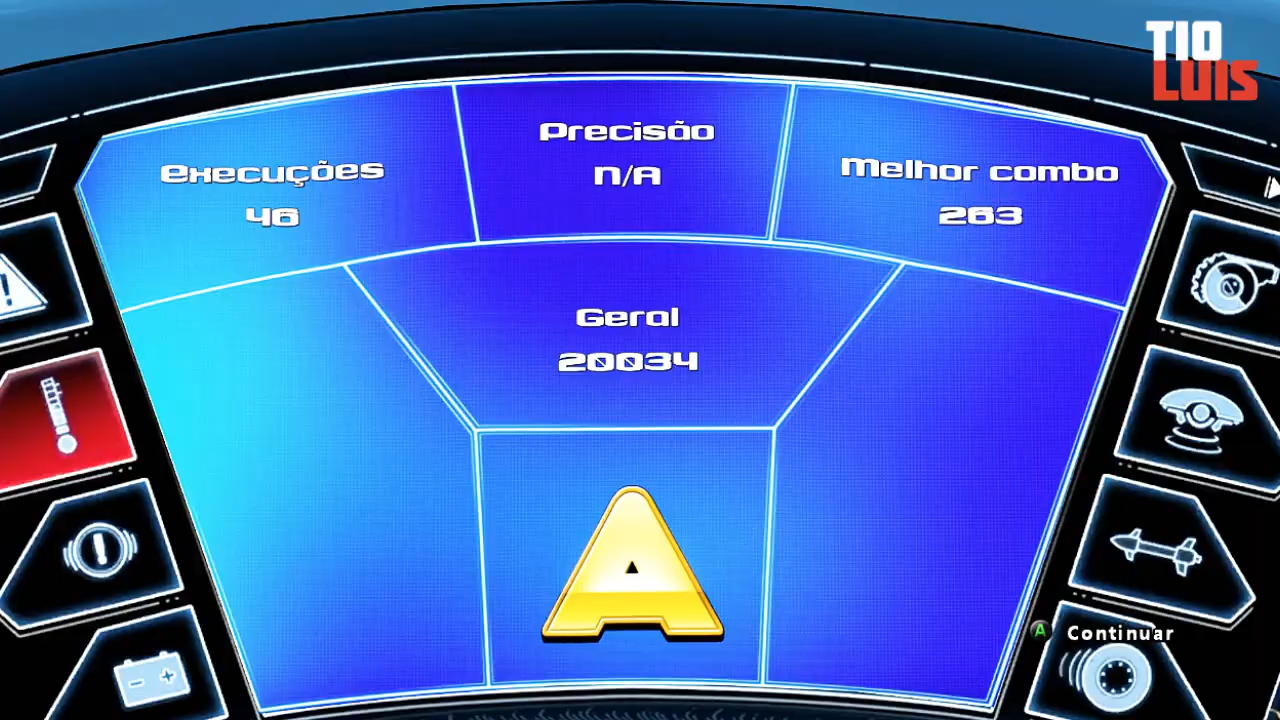 TIO
LUIS
Precisão
N/A
Execuções
46
Melhor combo
263
Geral
20034
A
A Continuar